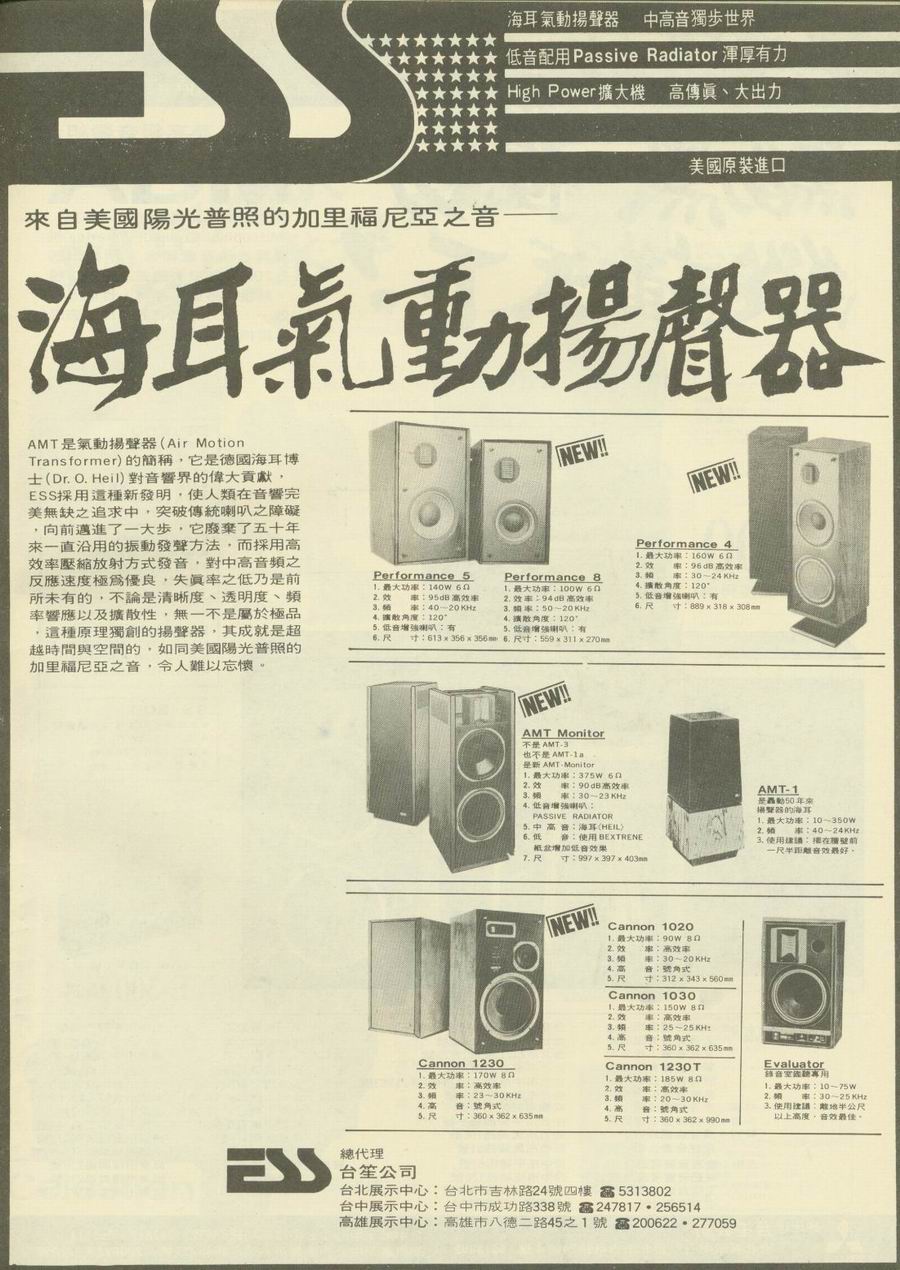 ESS
海耳氣動揚聲器 中高音獨步世界
低音配用Passive Radiator 渾厚有力
High Power擴大機 高傳眞、大出力
美國原裝進口
來自美國陽光普照的加里福尼亞之音——
海耳氣動揚聲器
AMT是氣動揚聲器(Air Motion
Transformer)的簡稱，它是德國海耳博
士(Dr. O. Heil)對音響界的偉大貢獻，
ESS採用這種新發明，使人類在音響完
美無缺之追求中，突破傳統喇叭之障礙
，向前邁進了一大步，它廢棄了五十年
來一直沿用的振動發聲方法，而採用高
效率壓縮放射方式發音，對中高音頻之
反應速度極爲優良，失眞率之低乃是前
所未有的，不論是清晰度、透明度、頻
率響應以及擴散性，無一不是屬於極品
，這種原理獨創的揚聲器，其成就是超
越時間與空間的，如同美國陽光普照的
加里福尼亞之音，令人難以忘懷。
NEW!!
Performance 5
1. 最大功率：140W 6Ω
2. 效 率：95dB高效率
3. 頻 率：40～20KHz
4. 擴散角度：120°
5. 低音增強喇叭：有
6. 尺 寸：613 x 356 x 356mm
Performance 8
1. 最大功率：100W 6Ω
2. 效率：94dB高效率
3. 頻率：50～20KHz
4. 擴散角度：120°
5. 低音增強喇叭：有
6. 尺寸：559 x 311 x 270mm
NEW!!
Performance 4
1. 最大功率：160W 6Ω
2. 效 率：96dB高效率
3. 頻 率：30～24KHz
4. 擴散角度：120°
5. 低音增強喇叭：有
6. 尺 寸：889 x 318 x 308mm
NEW!!
AMT Monitor
不是AMT-3
也不是AMT-1a
是新AMT-Monitor
1. 最大功率：375W 6Ω
2. 效 率：90dB高效率
3. 頻 率：30～23KHz
4. 低音增強喇叭：
PASSIVE RADIATOR
5. 中 高 音：海耳(HEIL)
6. 低 音：使用BEXTRENE
紙盆增加低音效果
7. 尺 寸：997 x 397 x 403mm
AMT-1
是轟動50年來
揚聲器的海耳
1. 最大功率：10～350W
2. 頻 率：40～24KHz
3. 使用建議：擺在牆壁前
一尺半距離音效最好。
NEW!!
Cannon 1230
1. 最大功率：170W 8Ω
2. 效 率：高效率
3. 頻 率：23～30KHz
4. 高 音：號角式
5. 尺 寸：360 x 362 x 635mm
Cannon 1020
1. 最大功率：90W 8Ω
2. 效 率：高效率
3. 頻 率：30～20KHz
4. 高 音：號角式
5. 尺 寸：312 x 343 x 560mm
Cannon 1030
1. 最大功率：150W 8Ω
2. 效 率：高效率
3. 頻 率：25～25KHz
4. 高 音：號角式
5. 尺 寸：360 x 362 x 635mm
Cannon 1230T
1. 最大功率：185W 8Ω
2. 效 率：高效率
3. 頻 率：20～30KHz
4. 高 音：號角式
5. 尺 寸：360 x 362 x 990mm
Evaluator
錄音室鑑聽專用
1. 最大功率：10～75W
2. 頻 率：30～25KHz
3. 使用建議：離地半公尺
以上高度，音效最佳。
ESS
總代理
台笙公司
台北展示中心：台北市吉林路24號四樓 ☎5313802
台中展示中心：台中市成功路338號 ☎247817・256514
高雄展示中心：高雄市八德二路45之1號 ☎200622・277059